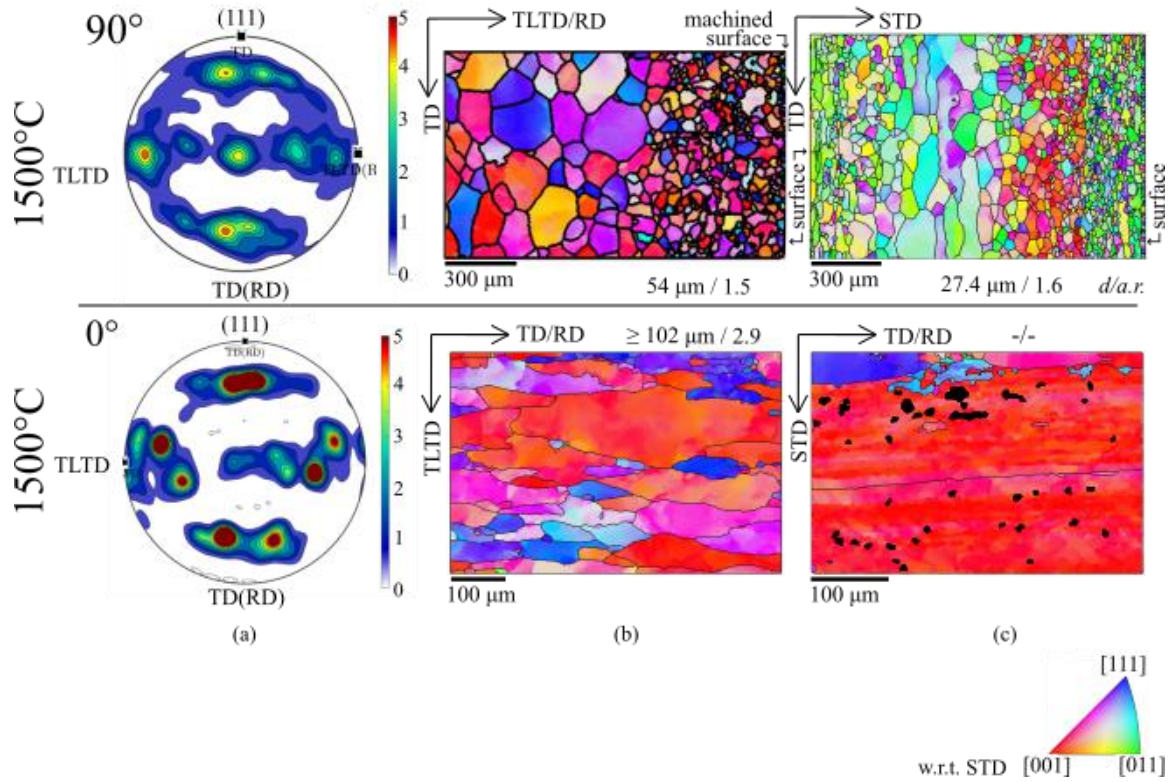 90°
(111)
TD
5
4
3
2
1
0
1500°C
TLTD
TD(RD)
TLTD/RD
machined
surface
TD
300 μm
54 μm / 1.5
STD
TD
surface
surface
300 μm
27.4 μm / 1.6
d/a.r.
0°
(111)
TD(RD)
5
4
3
2
1
0
1500°C
TLTD
TD(RD)
TD/RD
≥ 102 μm / 2.9
TLTD
100 μm
TD/RD
-/-
STD
100 μm
(a)
(b)
(c)
[111]
w.r.t. STD
[001]
[011]